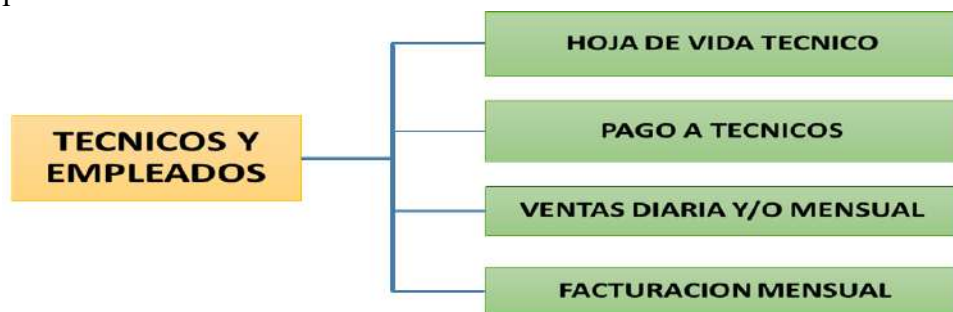 TECNICOS Y
EMPLEADOS
HOJA DE VIDA TECNICO
PAGO A TECNICOS
VENTAS DIARIA Y/O MENSUAL
FACTURACION MENSUAL